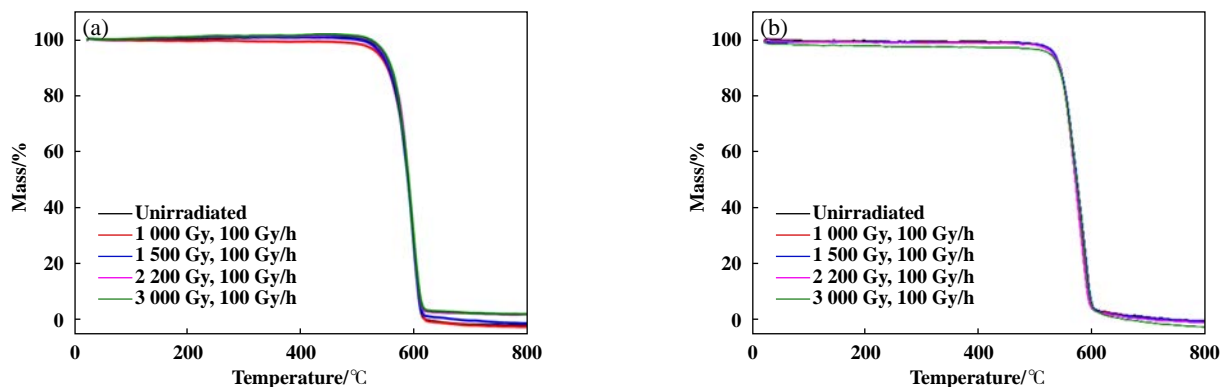 (a)
100
80
60
40
20
0
Mass/%
Unirradiated
1 000 Gy, 100 Gy/h
1 500 Gy, 100 Gy/h
2 200 Gy, 100 Gy/h
3 000 Gy, 100 Gy/h
0 200 400 600 800
Temperature/℃
(b)
100
80
60
40
20
0
Mass/%
Unirradiated
1 000 Gy, 100 Gy/h
1 500 Gy, 100 Gy/h
2 200 Gy, 100 Gy/h
3 000 Gy, 100 Gy/h
0 200 400 600 800
Temperature/℃